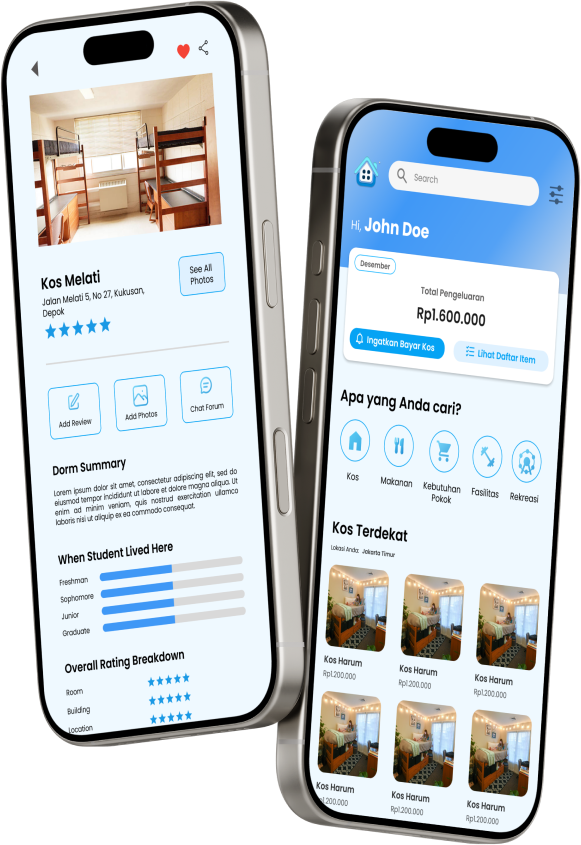 Kos Melati
Jalan Melati 5, No 27, Kukusan,
Depok
See All
Photos
Add Review
Add Photos
Chat Forum
Dorm Summary
Lorem ipsum dolor sit amet, consectetur adipiscing elit, sed do
eiusmod tempor incididunt ut labore et dolore magna aliqua. Ut
enim ad minim veniam, quis nostrud exercitation ullamco
laboris nisi ut aliquip ex ea commodo consequat.
When Student Lived Here
Freshman
Sophomore
Junior
Graduate
Overall Rating Breakdown
Room
Building
Location
Search
Hi, John Doe
Desember
Total Pengeluaran
Rp1.600.000
Ingatkan Bayar Kos
Lihat Daftar Item
Apa yang Anda cari?
Kos
Makanan
Kebutuhan
Pokok
Fasilitas
Rekreasi
Kos Terdekat
Lokasi Anda: Jakarta Timur
Kos Harum
Rp1.200.000
Kos Harum
Rp1.200.000
Kos Harum
Rp1.200.000
Kos Harum
Rp1.200.000
Kos Harum
Rp1.200.000
Kos Harum
Rp1.200.000